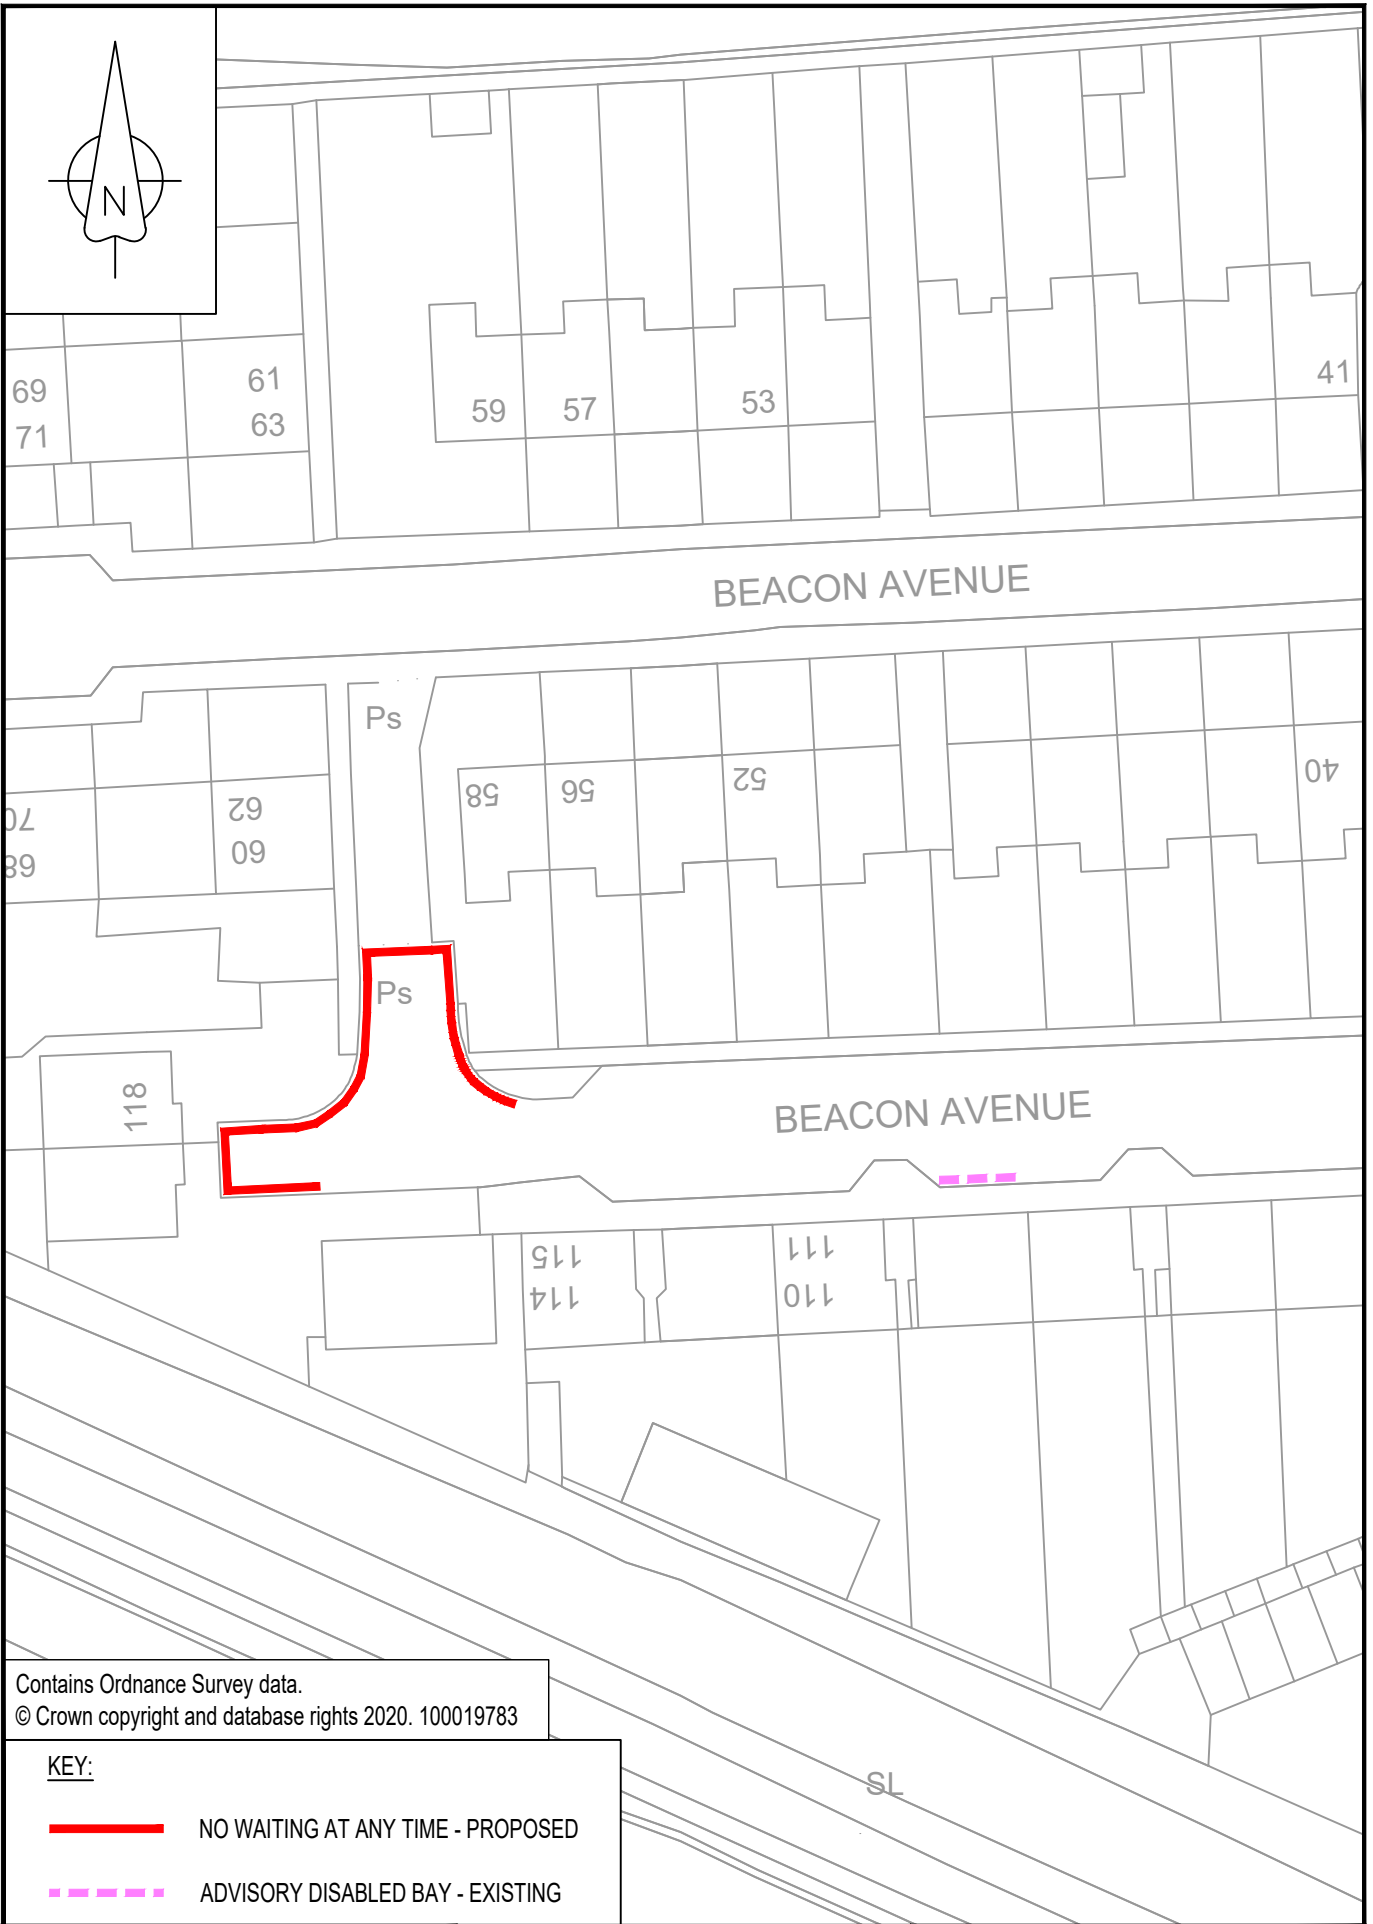 N
61
69
41
53
57
59
63
71
BEACON AVENUE
Ps
52
40
56
58
62
70
60
68
Ps
118
BEACON AVENUE
111
115
110
114
Contains Ordnance Survey data.
© Crown copyright and database rights 2020. 100019783
KEY:
SL
NO WAITING AT ANY TIME - PROPOSED
ADVISORY DISABLED BAY - EXISTING